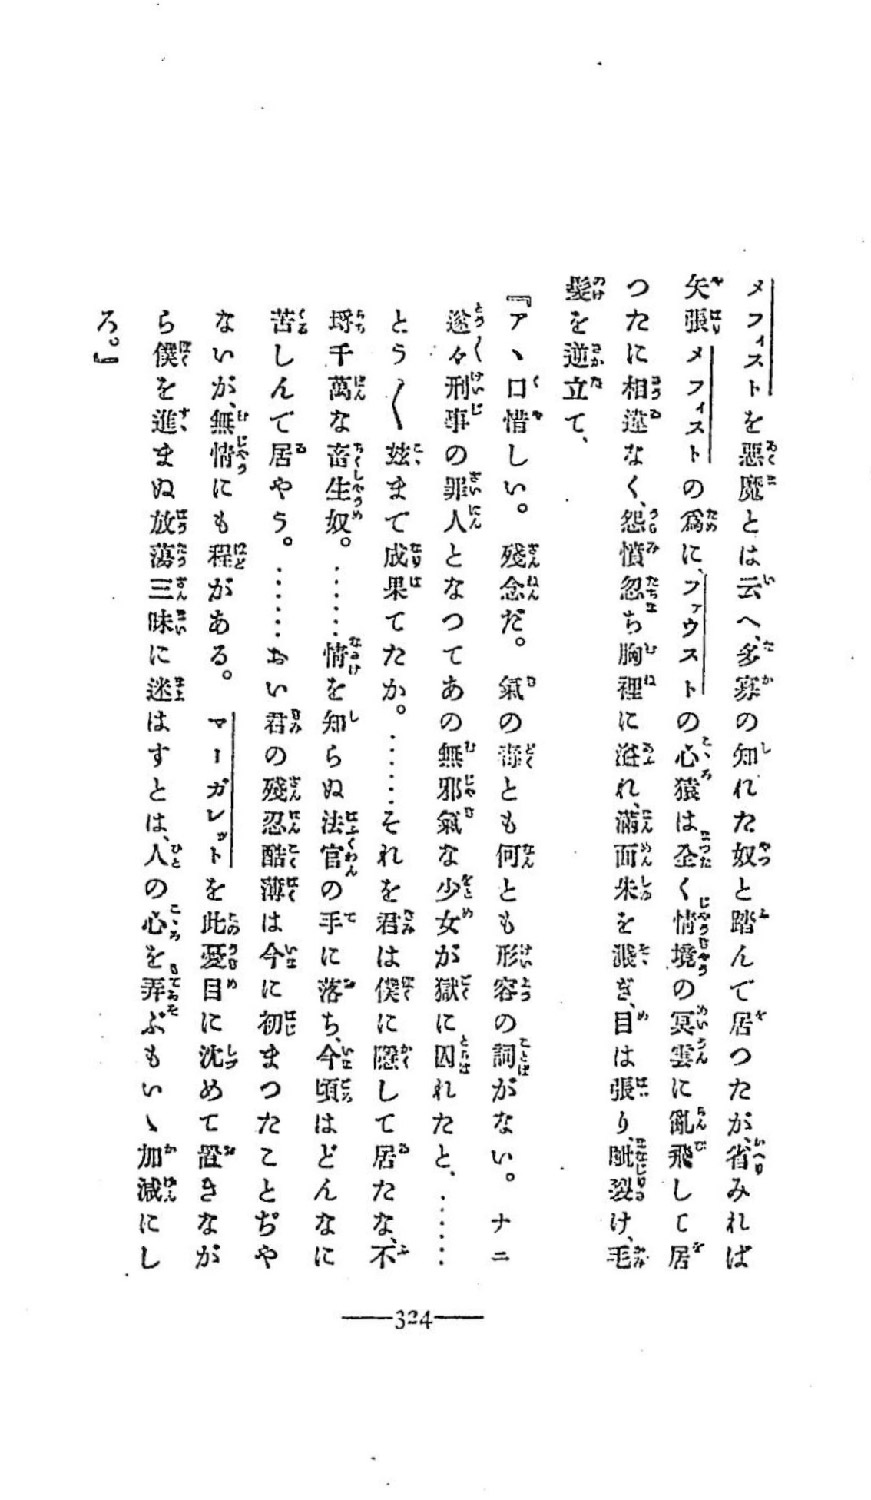 メフィストを惡魔とは云へ、多寡の知れた奴と踏んで居つたが、省みれば
矢張メフィストの爲に、ファウストの心猿は全く情境の冥雲に亂飛して居
つたに相違なく、怨憤忽ち胸裡に溢れ、滿面朱を濺ぎ、目は張り、眦裂け、毛
髪を逆立て、
『アヽ口惜しい。殘念だ。氣の毒とも何とも形容の詞がない。ナニ
遂々刑事の罪人となつてあの無邪氣な少女が獄に囚れたと、……
とう〳〵玆まて成果てたか。……それを君は僕に隱して居たな、不
埓千萬な畜生奴。……情を知らぬ法官の手に落ち、今頃はどんなに
苦しんて居やう。……おい君の殘忍酷薄は今に初まつたことぢや
ないが、無情にも程がある。マーガレットを此憂目に沈めて置きなが
ら僕を進まぬ放蕩三昧に迷はすとは、人の心を弄ぶもいヽ加減にし
ろ。』
324